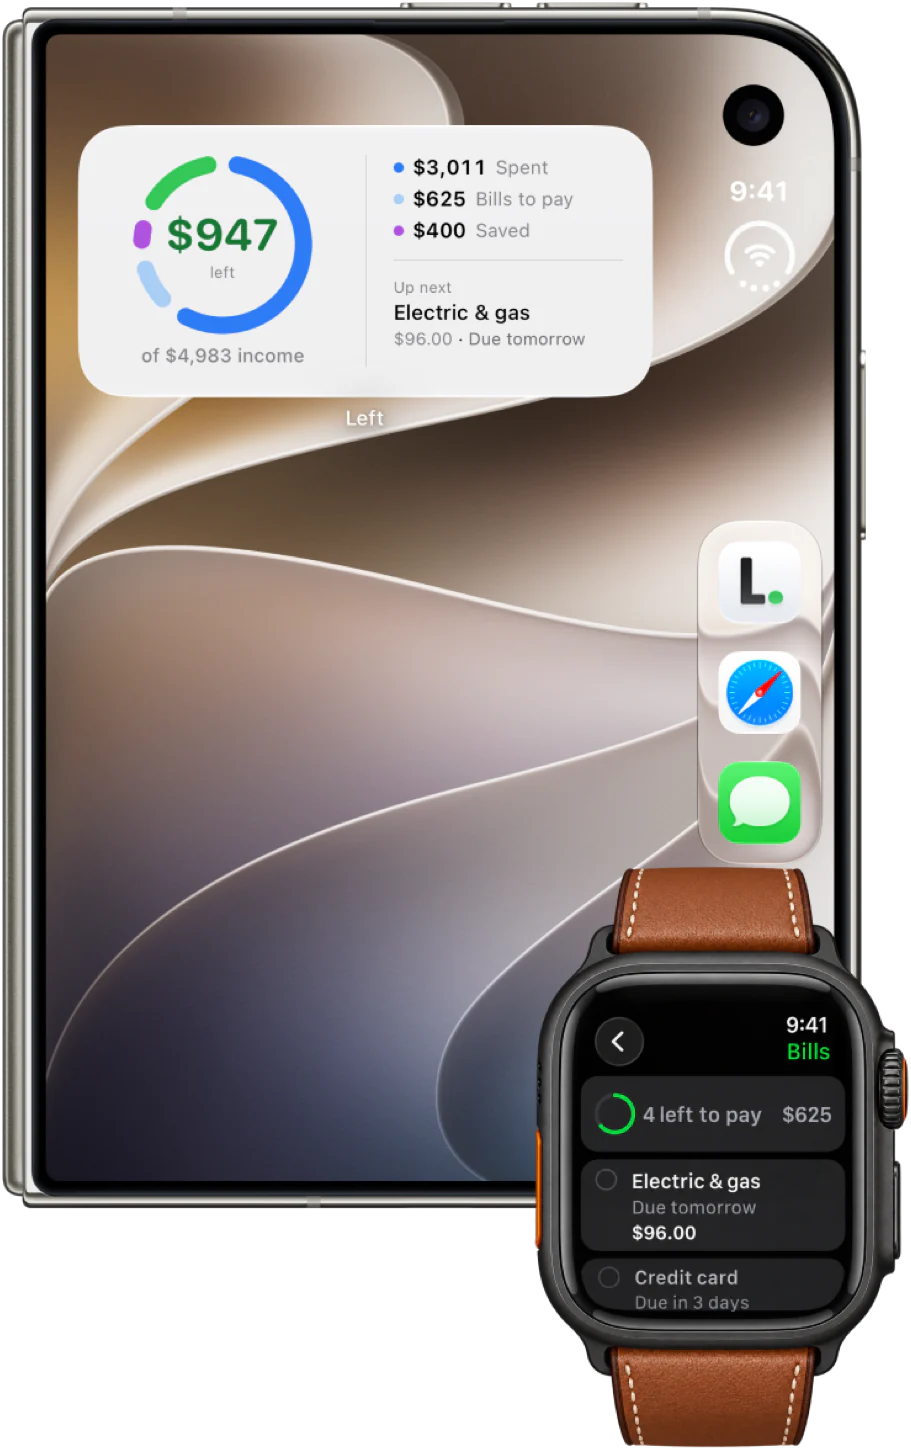 $947
left
of $4,983 income
$3,011 Spent
$625 Bills to pay
$400 Saved
Up next
Electric & gas
$96.00 · Due tomorrow
Left
9:41
L.
9:41
Bills
4 left to pay $625
Electric & gas
Due tomorrow
$96.00
Credit card
Due in 3 days